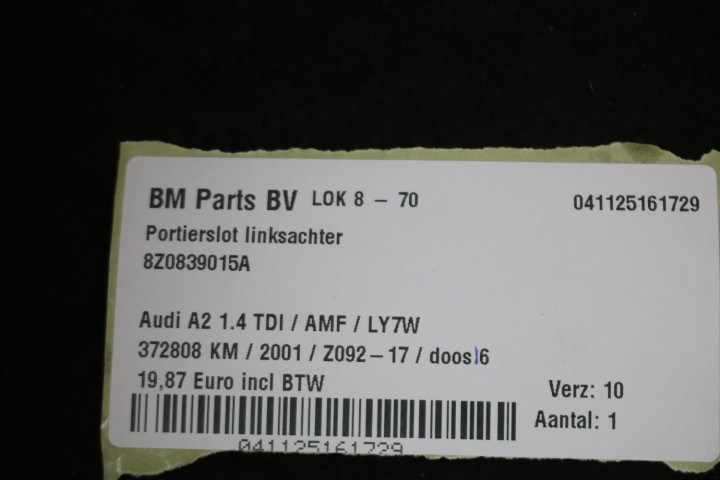 BM Parts BV LOK 8 - 70 041125161729
Portierslot linksachter
8Z0839015A
Audi A2 1.4 TDI / AMF / LY7W
372808 KM / 2001 / Z092-17 / doos 16
19,87 Euro incl BTW
Verz: 10
Aantal: 1
041125161729